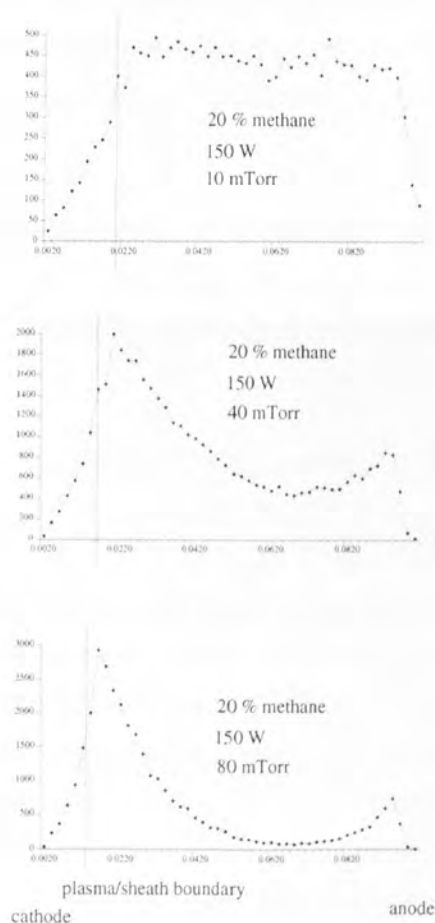 500
450
400
350
300
250
200
150
100
50
0
0.0020 0.0220 0.0420 0.0620 0.0820
20 % methane
150 W
10 mTorr
2000
1800
1600
1400
1200
1000
800
600
400
200
0
0.0020 0.0220 0.0420 0.0620 0.0820
20 % methane
150 W
40 mTorr
3000
2500
2000
1500
1000
500
0
0.0020 0.0220 0.0420 0.0620 0.0820
20 % methane
150 W
80 mTorr
plasma/sheath boundary
cathode anode